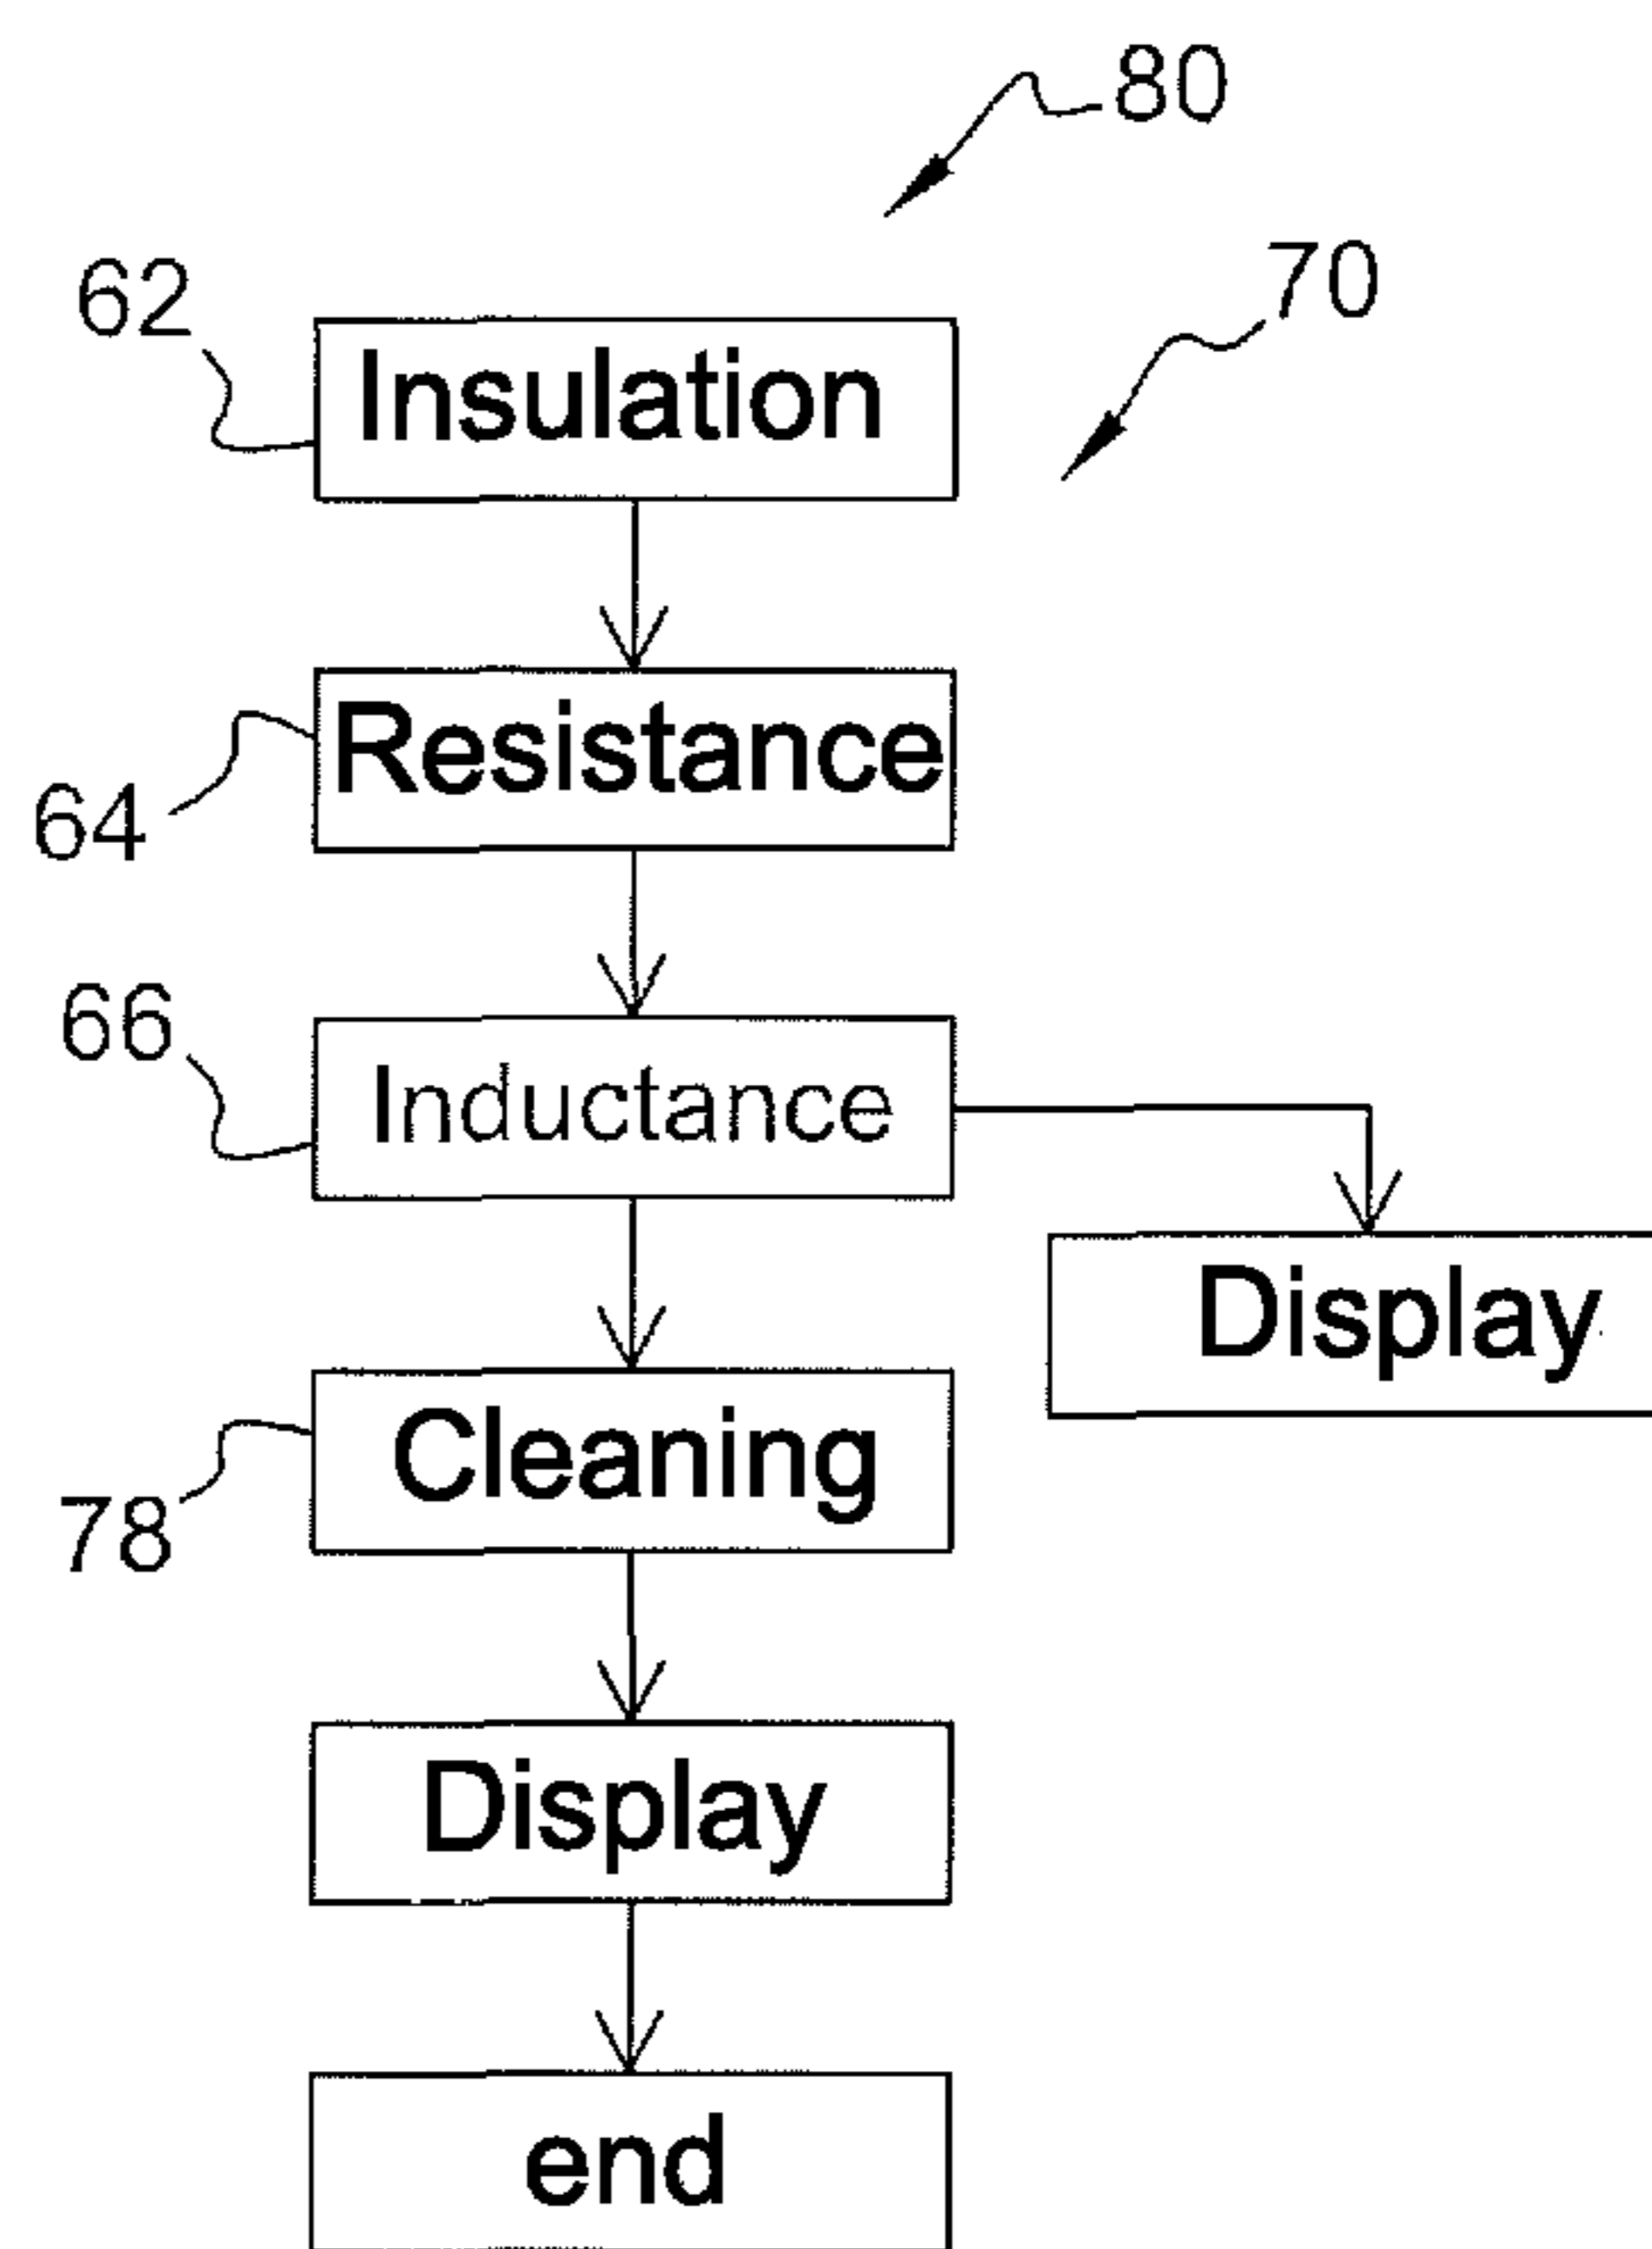 80
70
62
Insulation
Resistance
64
66
Inductance
Display
Cleaning
78
Display
end